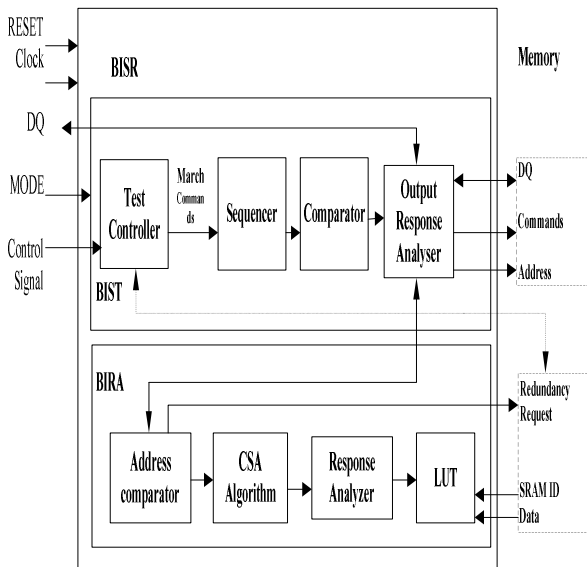 RESET
Clock
BISR
Memory
DQ
MODE
Control
Signal
Test
Controller
March
Comman
ds
Sequencer
Comparator
Output
Response
Analyser
DQ
Commands
Address
BIST
BIRA
Redundancy
Request
Address
comparator
CSA
Algorithm
Response
Analyzer
LUT
SRAM ID
Data